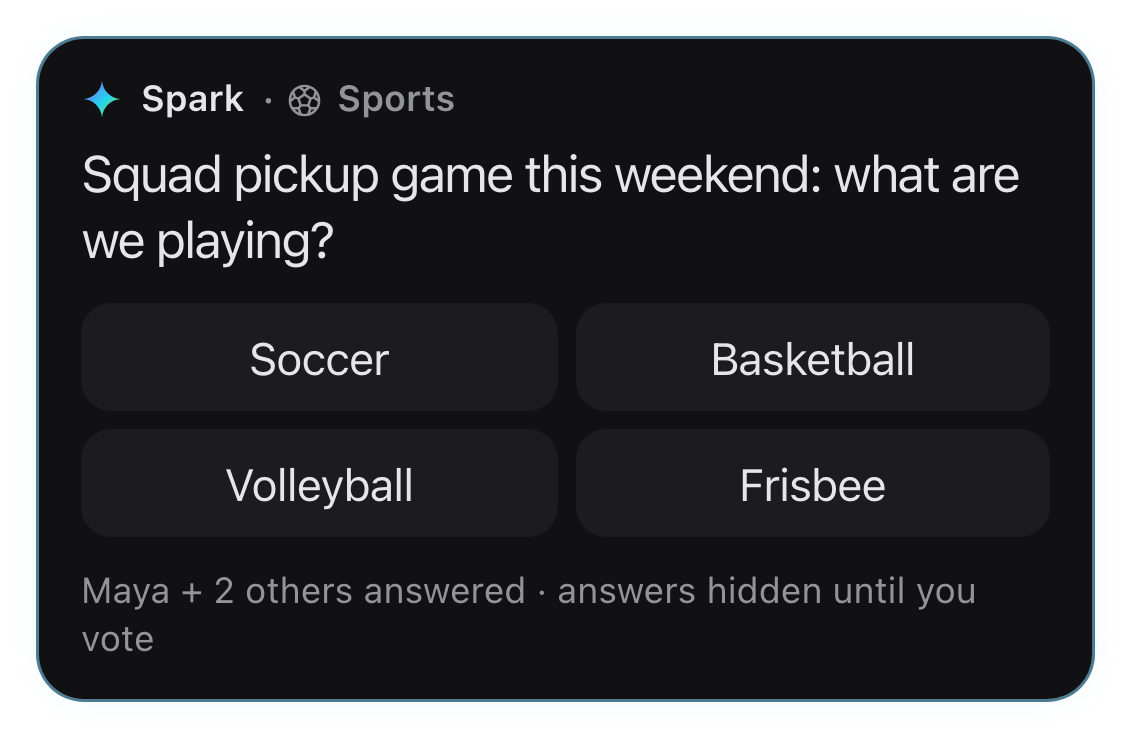 Spark · Sports
Squad pickup game this weekend: what are
we playing?
Soccer
Basketball
Volleyball
Frisbee
Maya + 2 others answered · answers hidden until you
vote